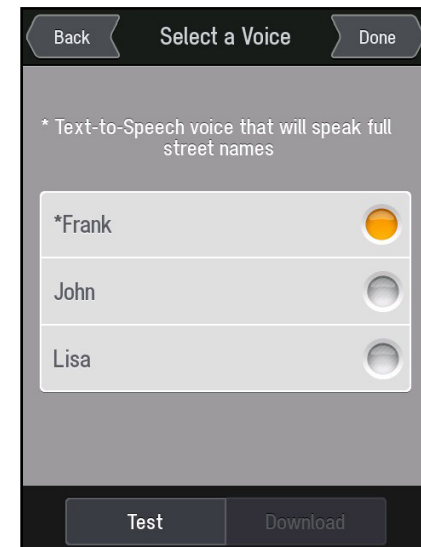 Back
Select a Voice
Done
* Text-to-Speech voice that will speak full
street names
*Frank
John
Lisa
Test
Download